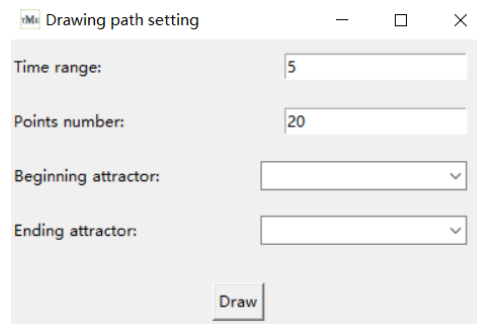 Drawing path setting
Time range: 5
Points number: 20
Beginning attractor:
Ending attractor:
Draw